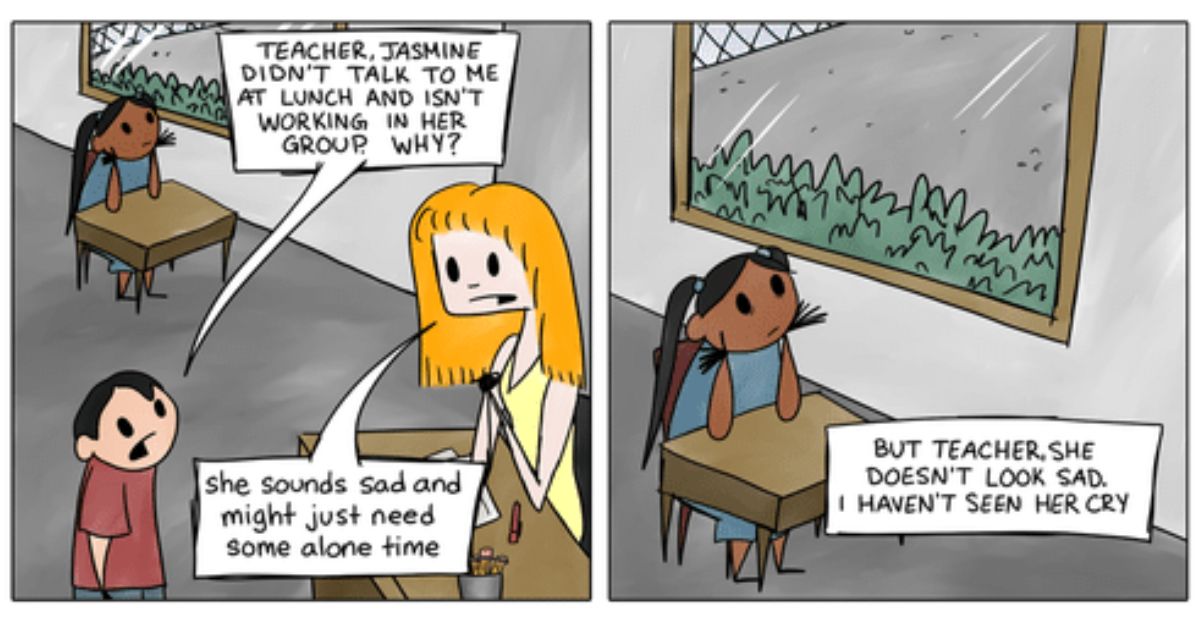 TEACHER, JASMINE
DIDN'T TALK TO ME
AT LUNCH AND ISN'T
WORKING IN HER
GROUP. WHY?
she sounds sad and
might just need
some alone time
BUT TEACHER, SHE
DOESN'T LOOK SAD.
I HAVEN'T SEEN HER CRY